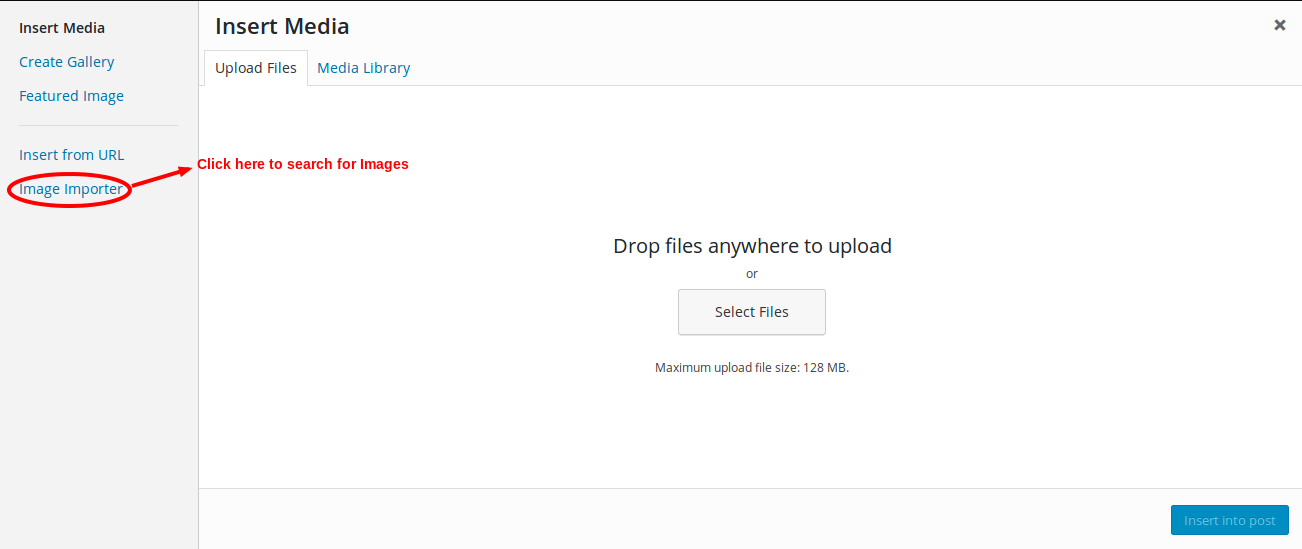 Insert Media
Create Gallery
Featured Image
Insert from URL
Image Importer
Click here to search for Images
Insert Media
×
Upload Files
Media Library
Drop files anywhere to upload
or
Select Files
Maximum upload file size: 128 MB.
Insert into post